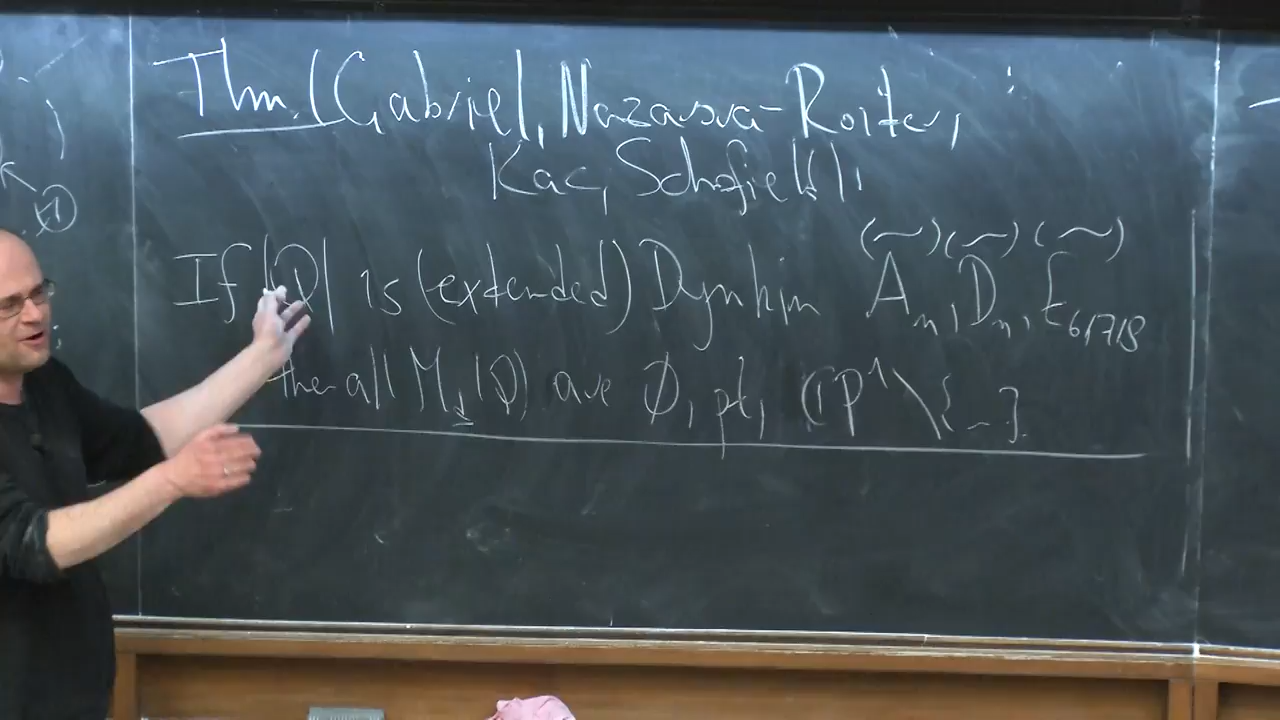 Thm. (Gabriel, Nazarova-Roiter,
Kac, Schofield):
If |Q| is (extended) Dynkin (~)A_n, (~)D_n, (~)E_6,7,8
then all M_d(Q) are ∅, pt, CP^1 \ {...}.